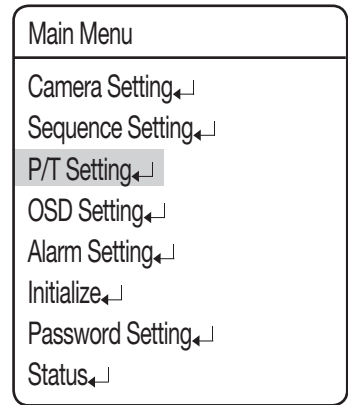 Main Menu
Camera Setting↵
Sequence Setting↵
P/T Setting↵
OSD Setting↵
Alarm Setting↵
Initialize↵
Password Setting↵
Status↵